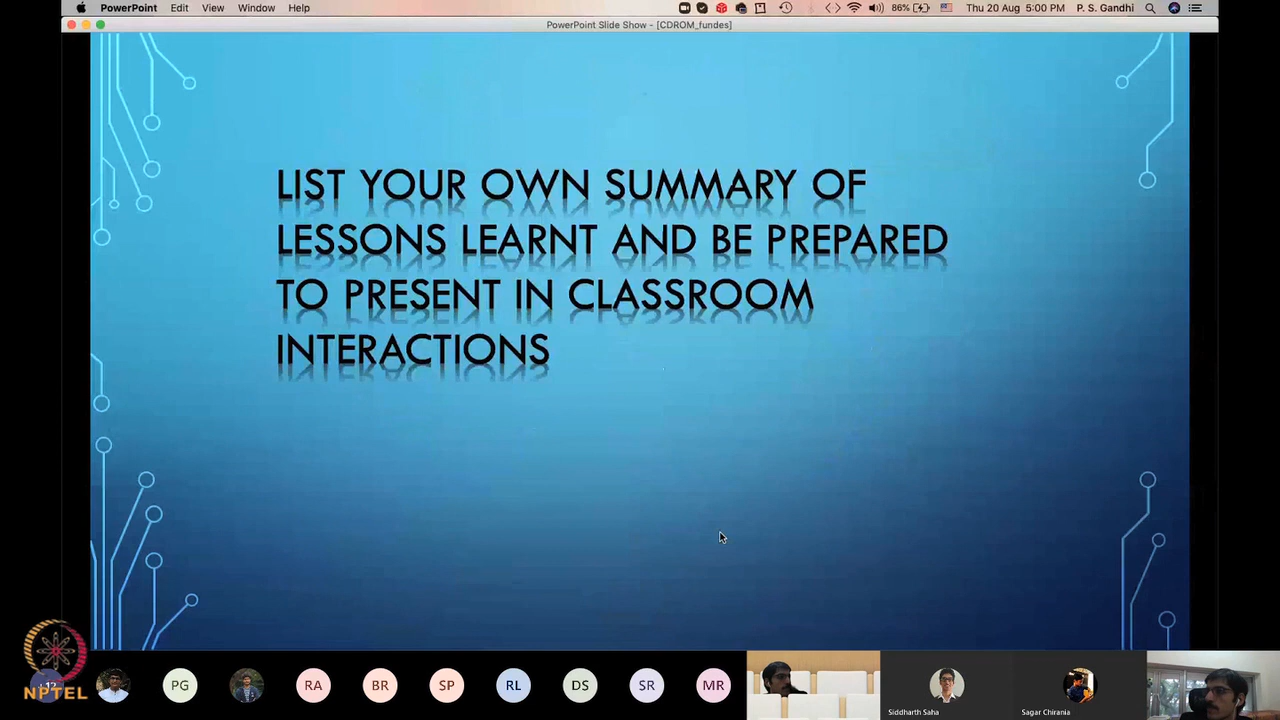 PowerPoint Edit View Window Help 86% Thu 20 Aug 5:00 PM P. S. Gandhi
PowerPoint Slide Show - [CDROM_fundes]
LIST YOUR OWN SUMMARY OF
LESSONS LEARNT AND BE PREPARED
TO PRESENT IN CLASSROOM
INTERACTIONS
PG RA BR SP RL DS SR MR
Siddharth Saha Sagar Chirania
NPTEL